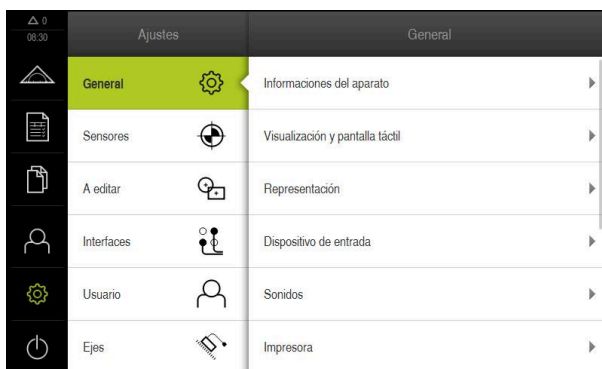 0
08:30
Ajustes
General
General
Sensores
A editar
Interfaces
Usuario
Ejes
Informaciones del aparato
Visualización y pantalla táctil
Representación
Dispositivo de entrada
Sonidos
Impresora